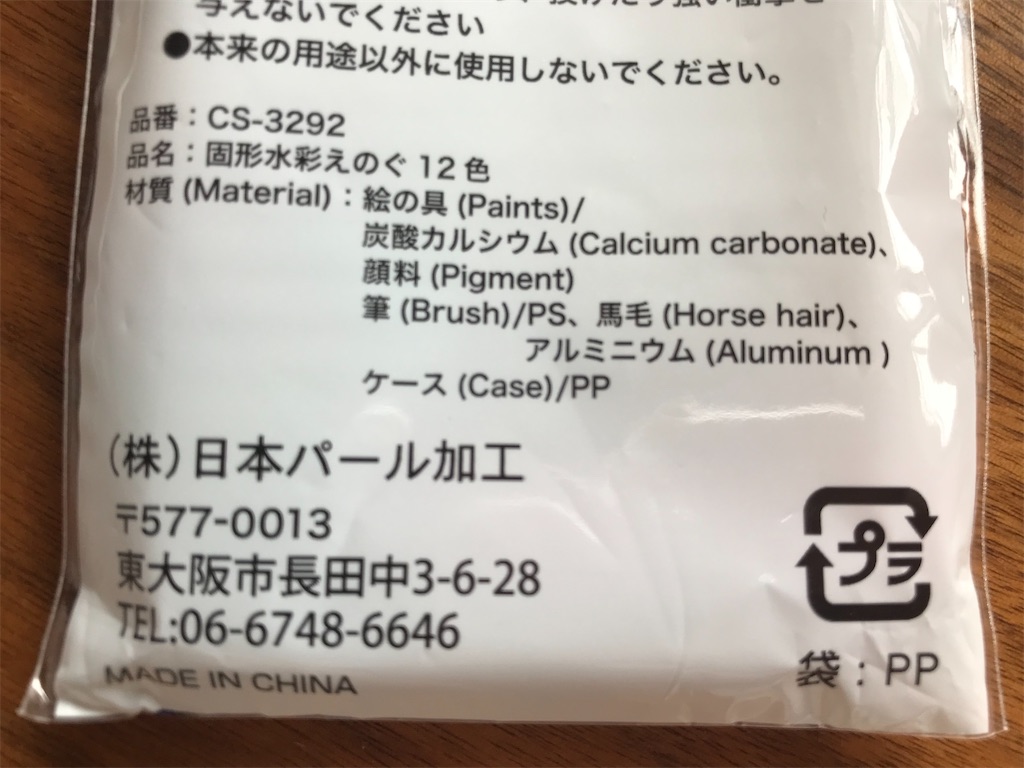 与えないでください
●本来の用途以外に使用しないでください。
品番：CS-3292
品名：固形水彩えのぐ 12色
材質 (Material)：絵の具 (Paints)/
炭酸カルシウム (Calcium carbonate)、
顔料 (Pigment)
筆 (Brush)/PS、馬毛 (Horse hair)、
アルミニウム (Aluminum )
ケース (Case)/PP
(株)日本パール加工
〒577-0013
東大阪市長田中3-6-28
TEL:06-6748-6646
MADE IN CHINA
プラ
袋：PP